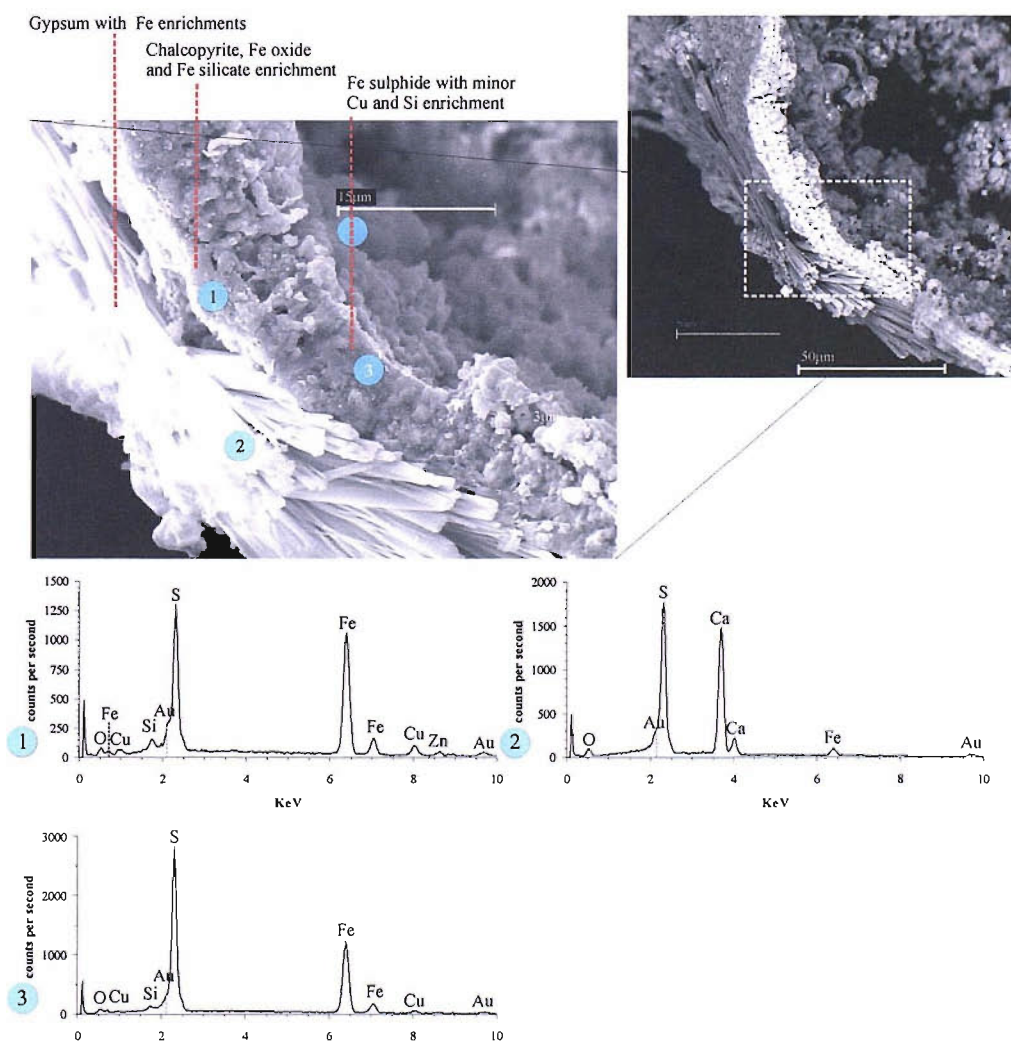 Gypsum with Fe enrichments
Chalcopyrite, Fe oxide
and Fe silicate enrichment
Fe sulphide with minor
Cu and Si enrichment
15μm
1
3
2
3μm
50μm
1500
1250
1000
750
500
250
0
counts per second
0
2
4
6
8
10
KeV
1
O
Fe
Cu
Si
Au
S
Fe
Fe
Cu
Zn
Au
2000
1500
1000
500
0
counts per second
0
2
4
6
8
10
KeV
2
O
Au
S
Ca
Ca
Fe
Au
3000
2000
1000
0
counts per second
0
2
4
6
8
10
KeV
3
O
Cu
Si
Au
S
Fe
Fe
Cu
Au